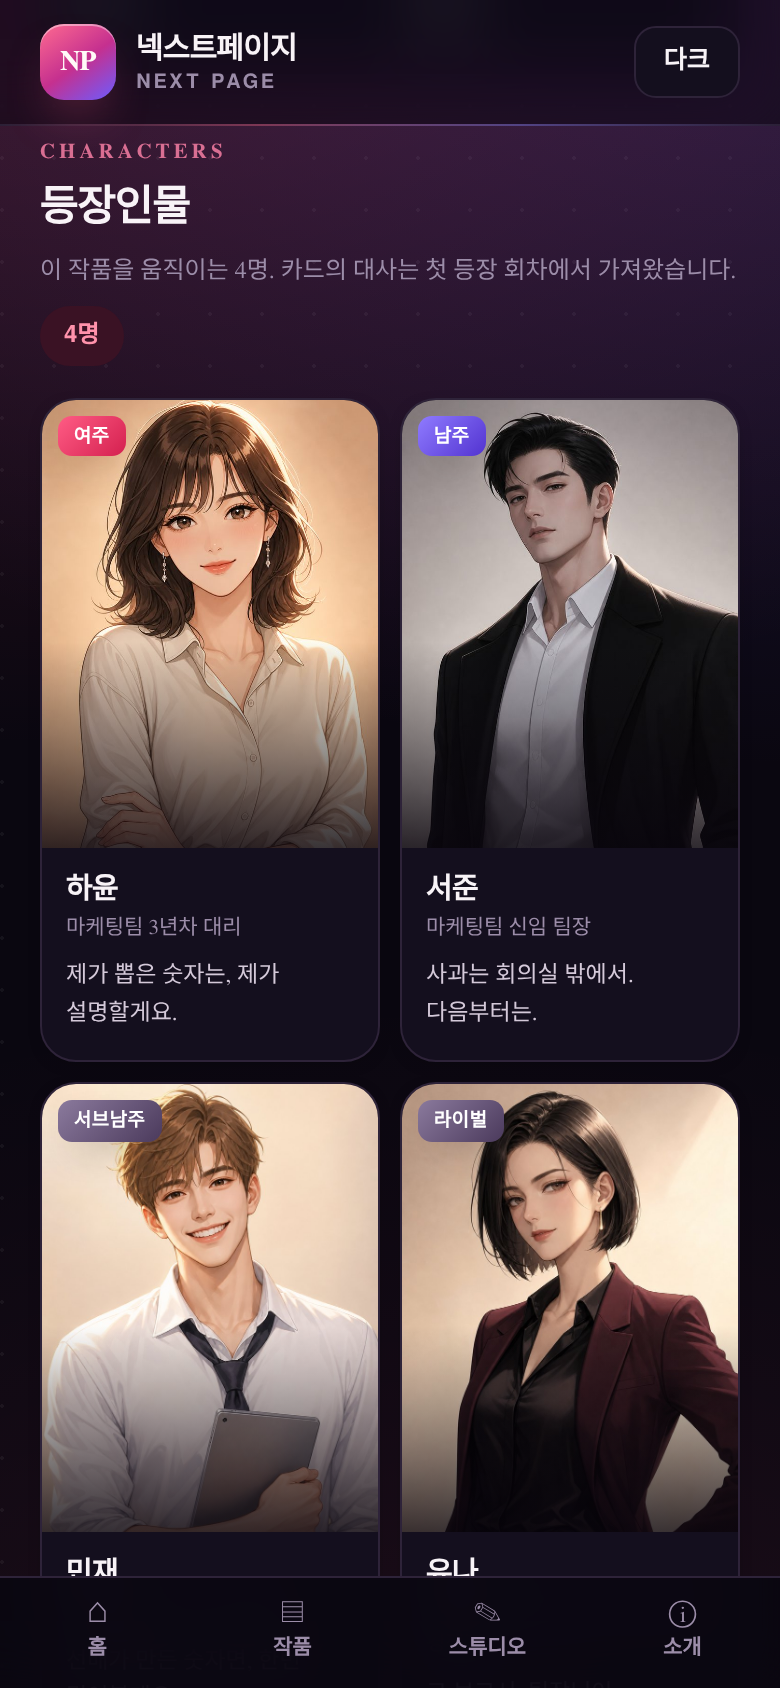 NP
넥스트페이지
NEXT PAGE
다크
CHARACTERS
등장인물
이 작품을 움직이는 4명. 카드의 대사는 첫 등장 회차에서 가져왔습니다.
4명
여주
남주
하윤
마케팅팀 3년차 대리
제가 뽑은 숫자는, 제가
설명할게요.
서준
마케팅팀 신임 팀장
사과는 회의실 밖에서.
다음부터는.
서브남주
라이벌
민재
유나
홈
작품
스튜디오
소개